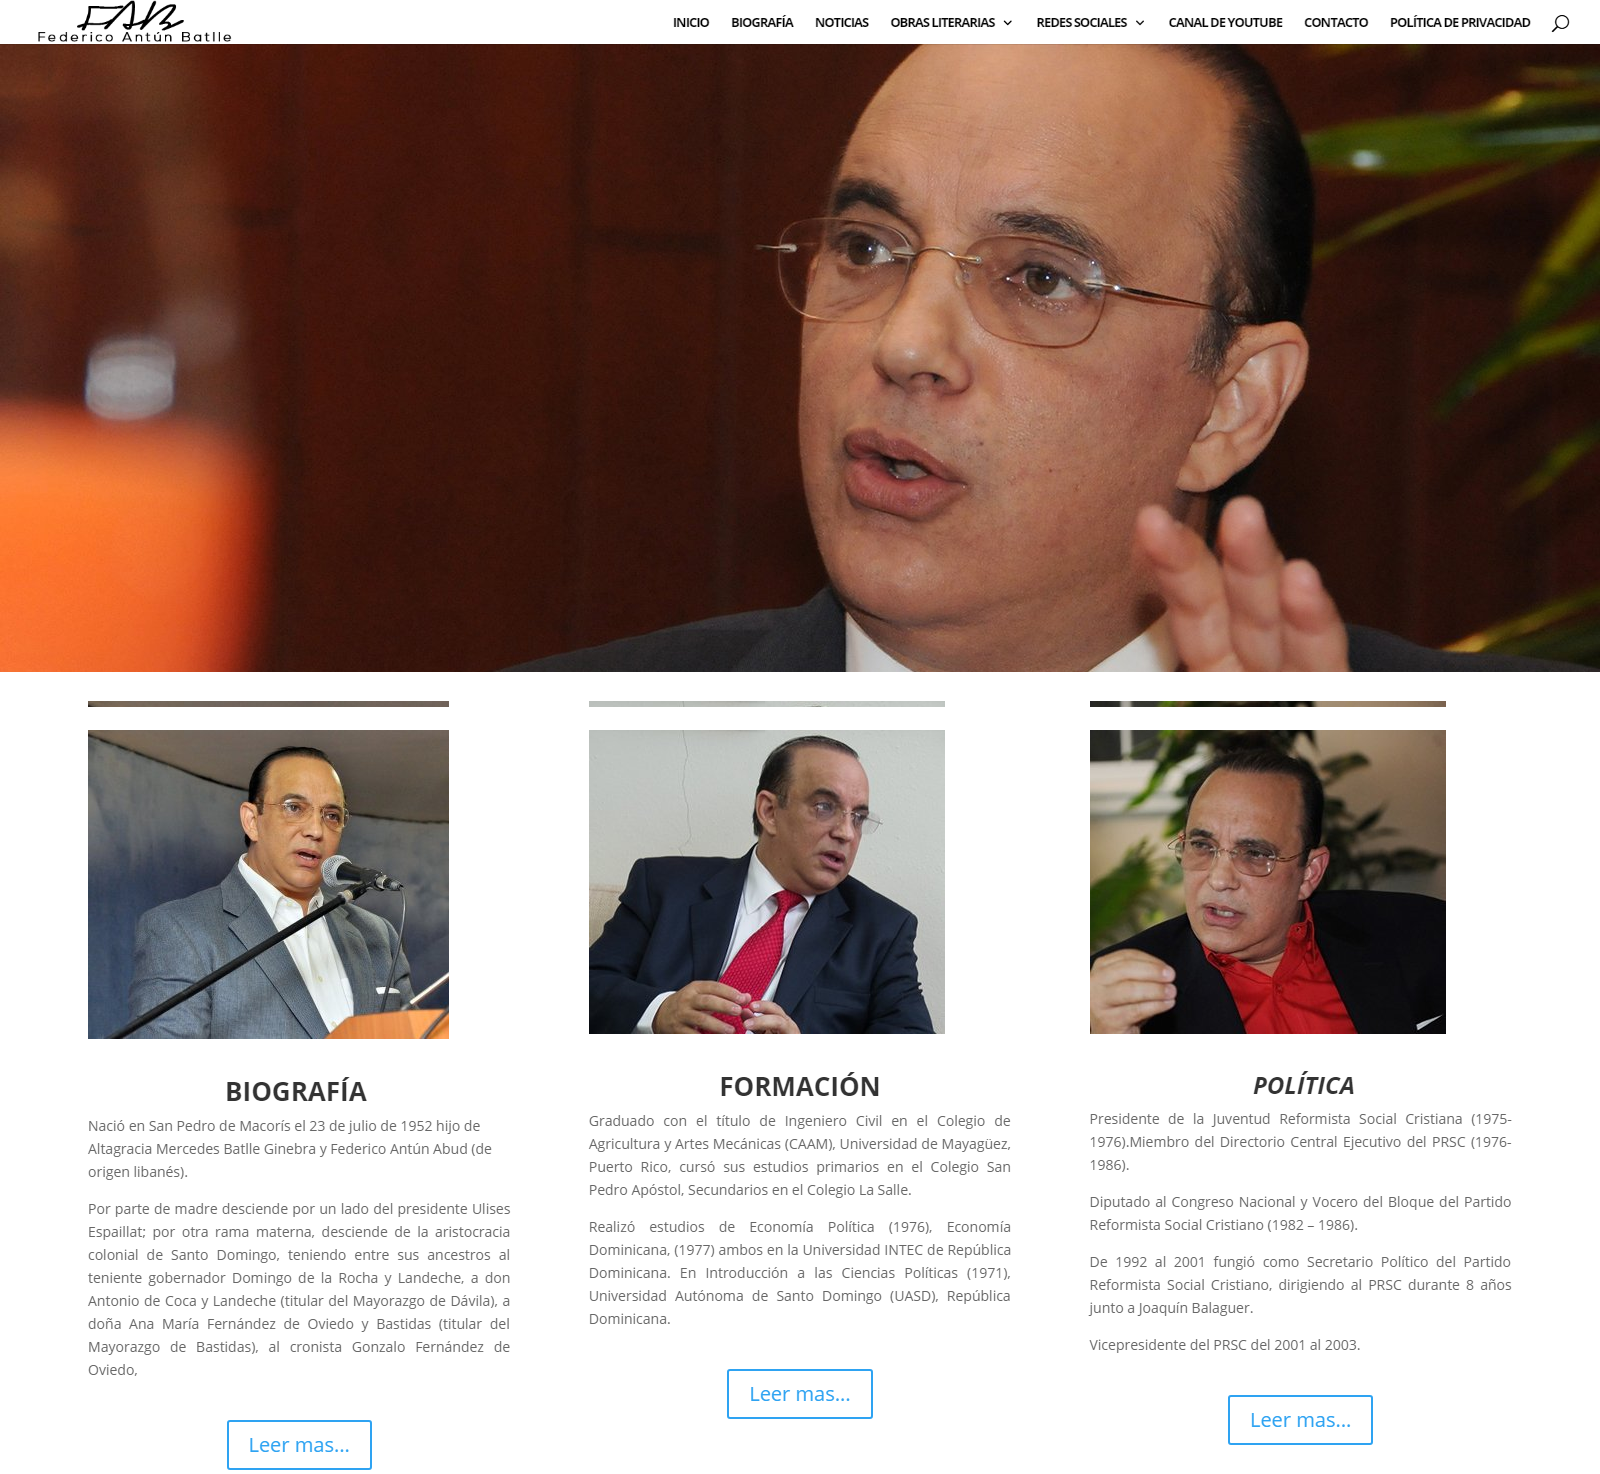 FAB
Federico Antún Batlle
INICIO
BIOGRAFÍA
NOTICIAS
OBRAS LITERARIAS
REDES SOCIALES
CANAL DE YOUTUBE
CONTACTO
POLÍTICA DE PRIVACIDAD
BIOGRAFÍA
Nació en San Pedro de Macorís el 23 de julio de 1952 hijo de
Altagracia Mercedes Batlle Ginebra y Federico Antún Abud (de
origen libanés).
Por parte de madre desciende por un lado del presidente Ulises
Espaillat; por otra rama materna, desciende de la aristocracia
colonial de Santo Domingo, teniendo entre sus ancestros al
teniente gobernador Domingo de la Rocha y Landeche, a don
Antonio de Coca y Landeche (titular del Mayorazgo de Dávila), a
doña Ana María Fernández de Oviedo y Bastidas (titular del
Mayorazgo de Bastidas), al cronista Gonzalo Fernández de
Oviedo,
Leer mas...
FORMACIÓN
Graduado con el título de Ingeniero Civil en el Colegio de
Agricultura y Artes Mecánicas (CAAM), Universidad de Mayagüez,
Puerto Rico, cursó sus estudios primarios en el Colegio San
Pedro Apóstol, Secundarios en el Colegio La Salle.
Realizó estudios de Economía Política (1976), Economía
Dominicana, (1977) ambos en la Universidad INTEC de República
Dominicana. En Introducción a las Ciencias Políticas (1971),
Universidad Autónoma de Santo Domingo (UASD), República
Dominicana.
Leer mas...
POLÍTICA
Presidente de la Juventud Reformista Social Cristiana (1975-
1976).Miembro del Directorio Central Ejecutivo del PRSC (1976-
1986).
Diputado al Congreso Nacional y Vocero del Bloque del Partido
Reformista Social Cristiano (1982 – 1986).
De 1992 al 2001 fungió como Secretario Político del Partido
Reformista Social Cristiano, dirigiendo al PRSC durante 8 años
junto a Joaquín Balaguer.
Vicepresidente del PRSC del 2001 al 2003.
Leer mas...